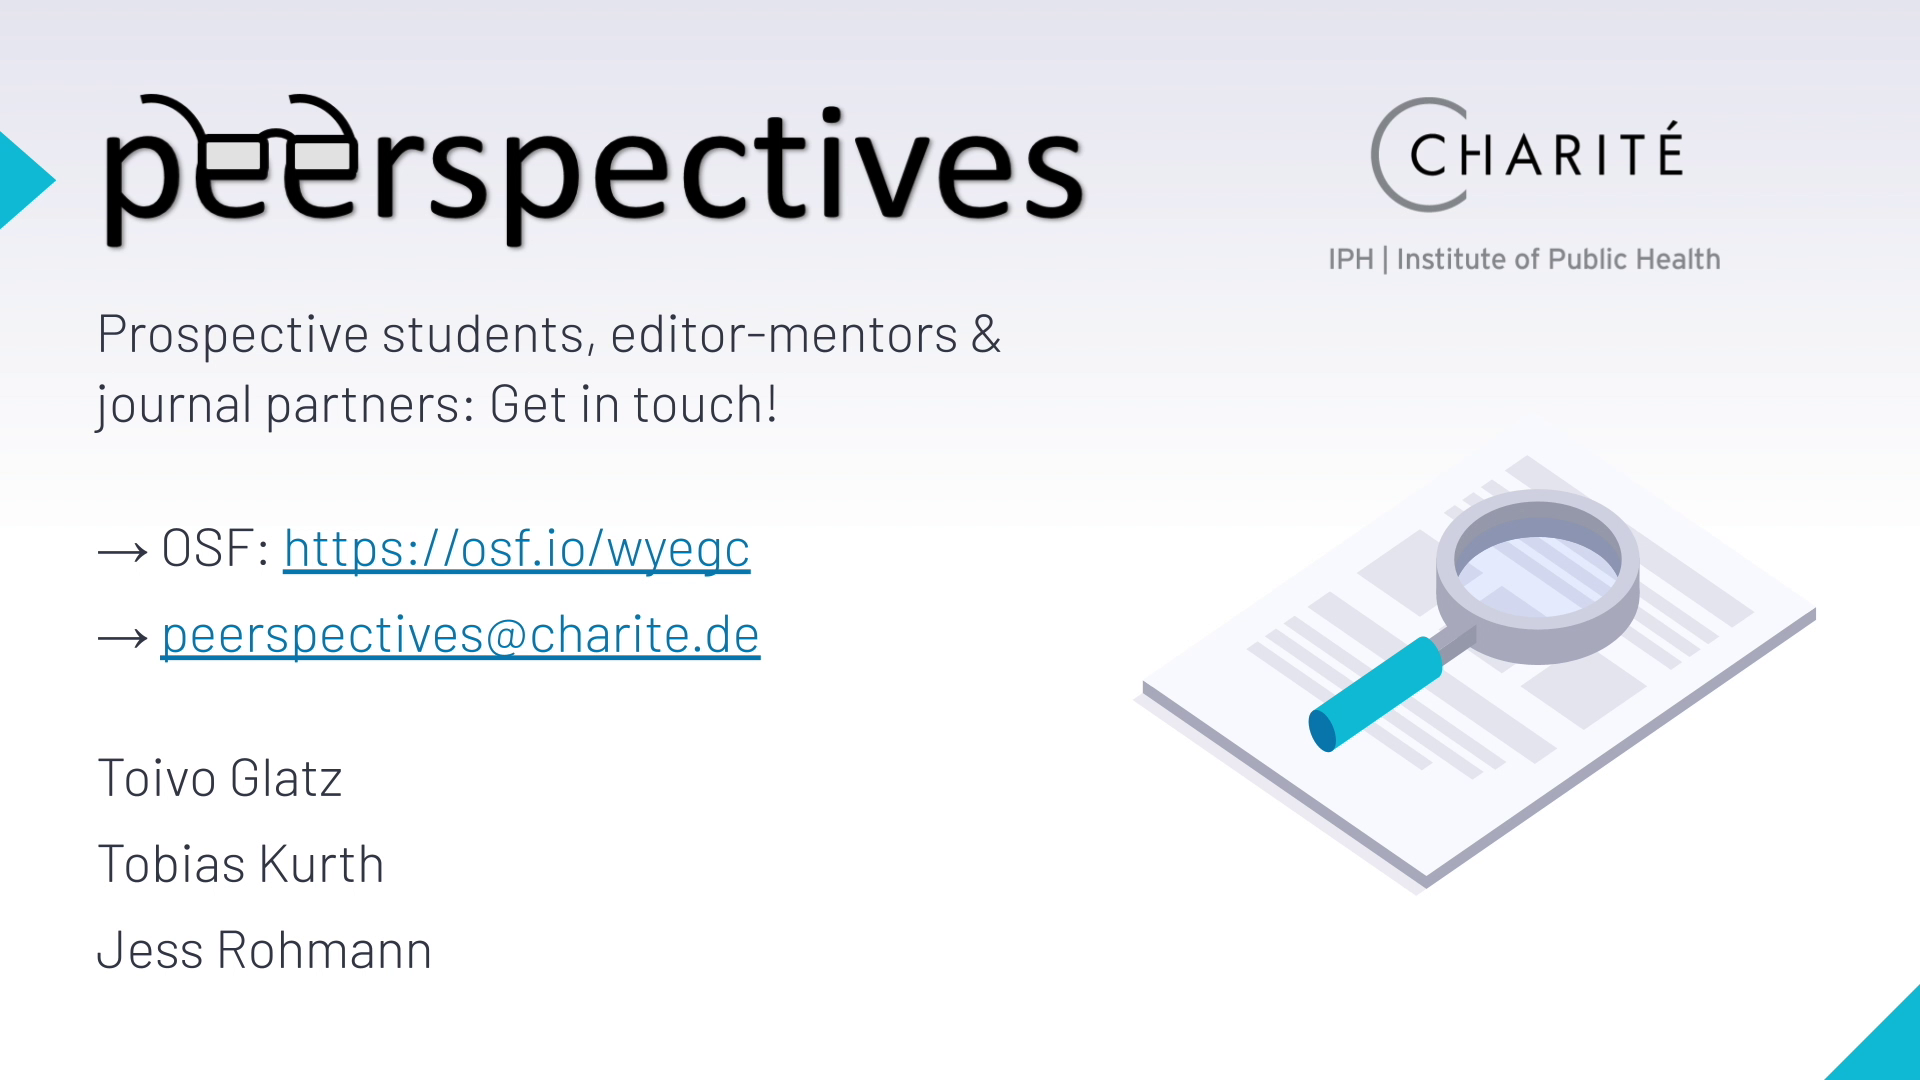 peerspectives
CHARITÉ
IPH | Institute of Public Health
Prospective students, editor-mentors &
journal partners: Get in touch!
→ OSF: https://osf.io/wyegc
→ peerspectives@charite.de
Toivo Glatz
Tobias Kurth
Jess Rohmann